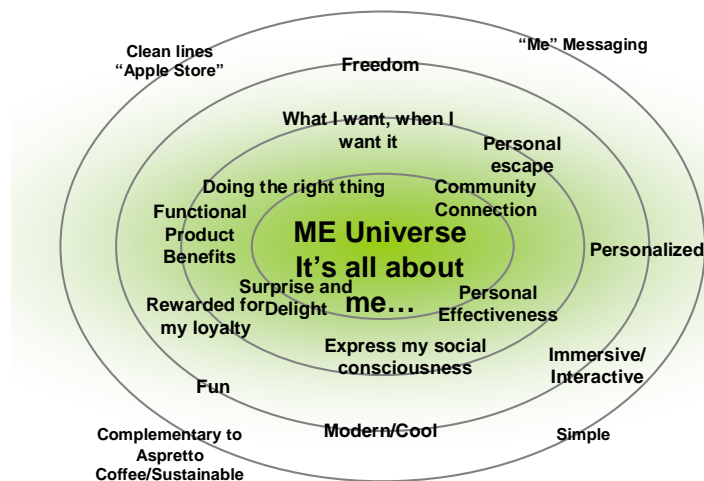 Clean lines
“Apple Store”
“Me” Messaging
Freedom
What I want, when I
want it
Personal
escape
Doing the right thing
Community
Connection
Functional
Product
Benefits
ME Universe
It’s all about
me…
Personalized
Surprise and
Delight
Rewarded for
my loyalty
Personal
Effectiveness
Express my social
consciousness
Immersive/
Interactive
Fun
Modern/Cool
Complementary to
Aspretto
Coffee/Sustainable
Simple